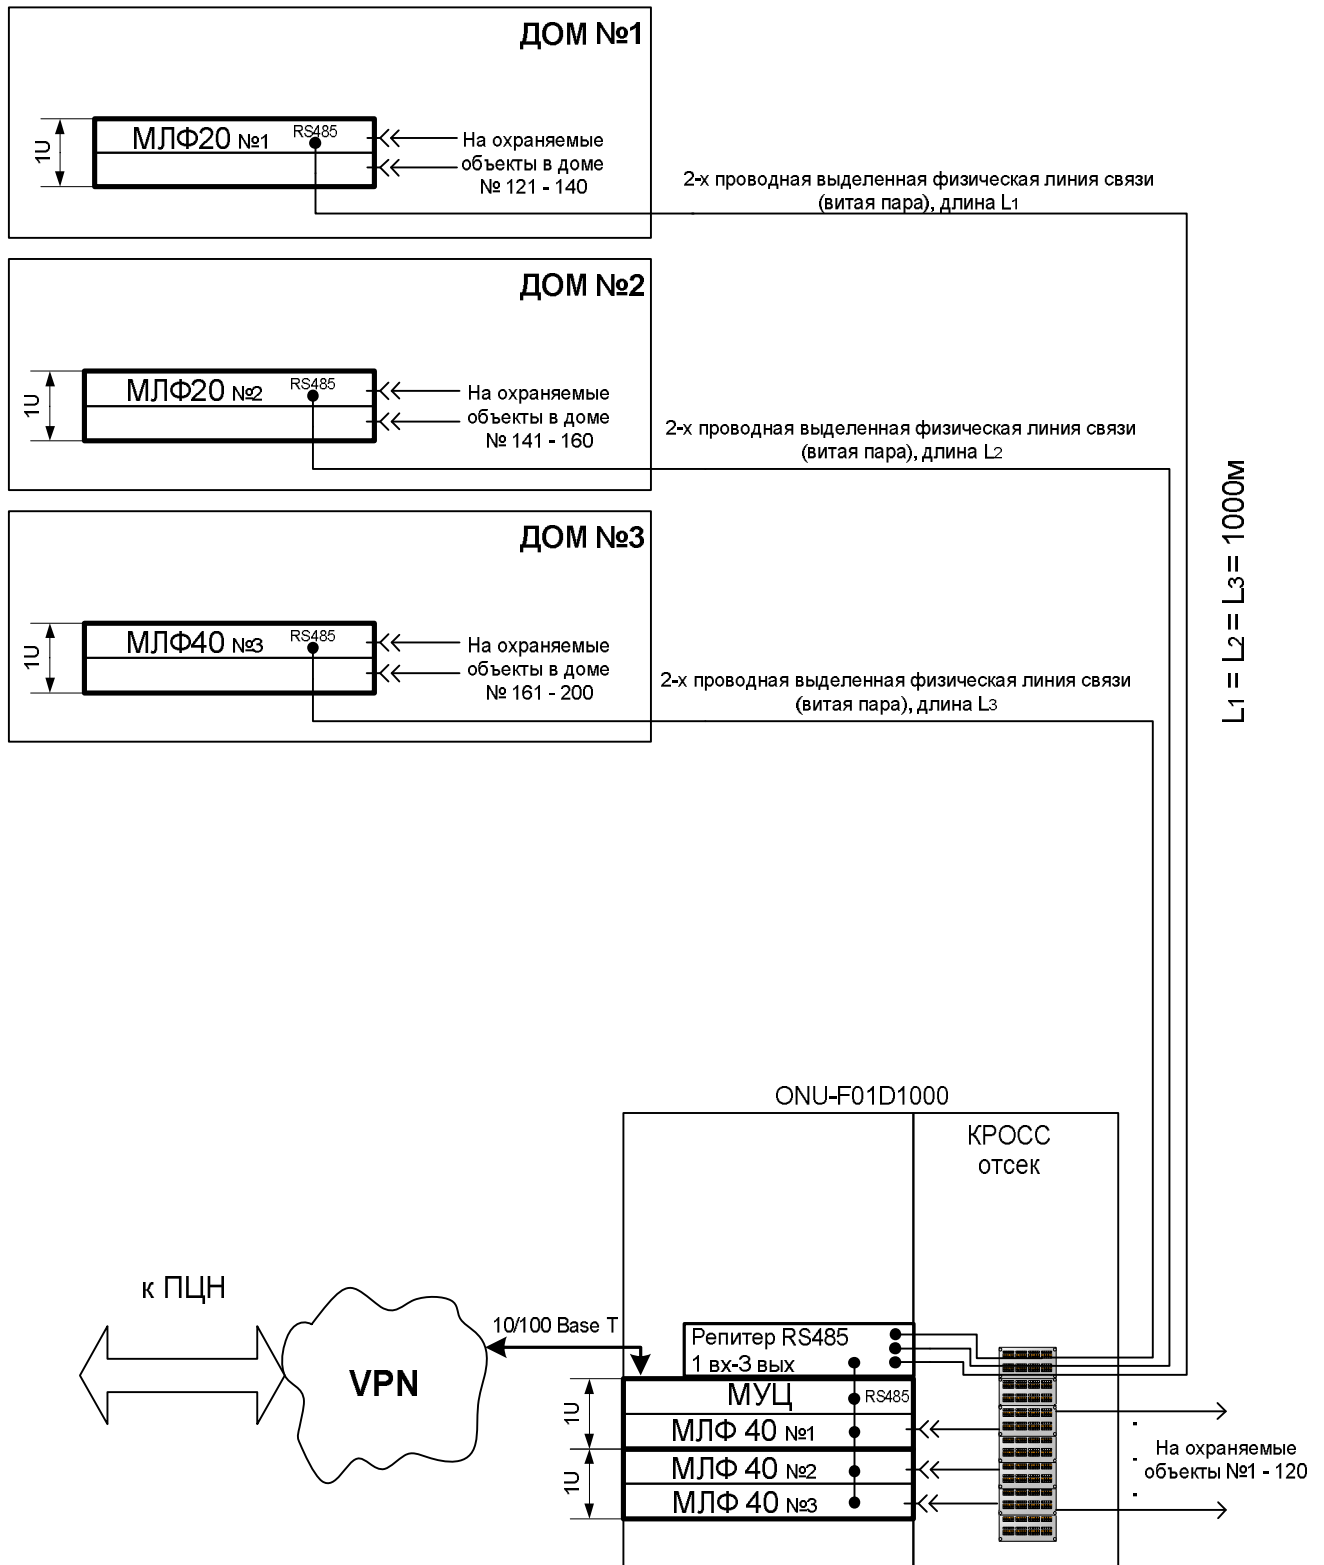 ДОМ №1
МЛФ20 №1
RS485
1U
На охраняемые
объекты в доме
№ 121 - 140
2-х проводная выделенная физическая линия связи
(витая пара), длина L1
ДОМ №2
МЛФ20 №2
RS485
1U
На охраняемые
объекты в доме
№ 141 - 160
2-х проводная выделенная физическая линия связи
(витая пара), длина L2
L1 = L2 = L3 = 1000м
ДОМ №3
МЛФ40 №3
RS485
1U
На охраняемые
объекты в доме
№ 161 - 200
2-х проводная выделенная физическая линия связи
(витая пара), длина L3
ONU-F01D1000
КРОСС
отсек
к ПЦН
VPN
10/100 Base T
Репитер RS485
1 вх-3 вых
МУЦ
RS485
1U
МЛФ 40 №1
МЛФ 40 №2
1U
МЛФ 40 №3
На охраняемые
объекты №1 - 120